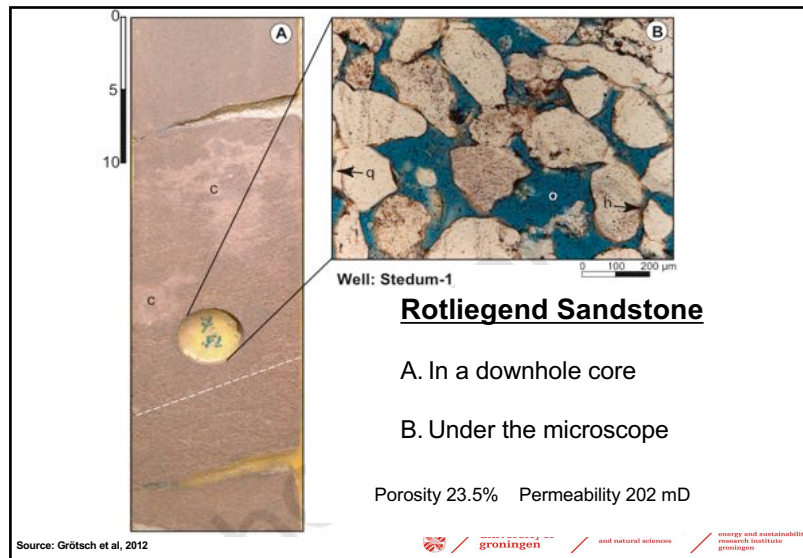 0
5
10
A
c
c
B
q
o
h
0 100 200 µm
Well: Stedum-1
Rotliegend Sandstone
A. In a downhole core
B. Under the microscope
Porosity 23.5% Permeability 202 mD
Source: Grötsch et al, 2012
groningen
and natural sciences
energy and sustainability
research institute
groningen